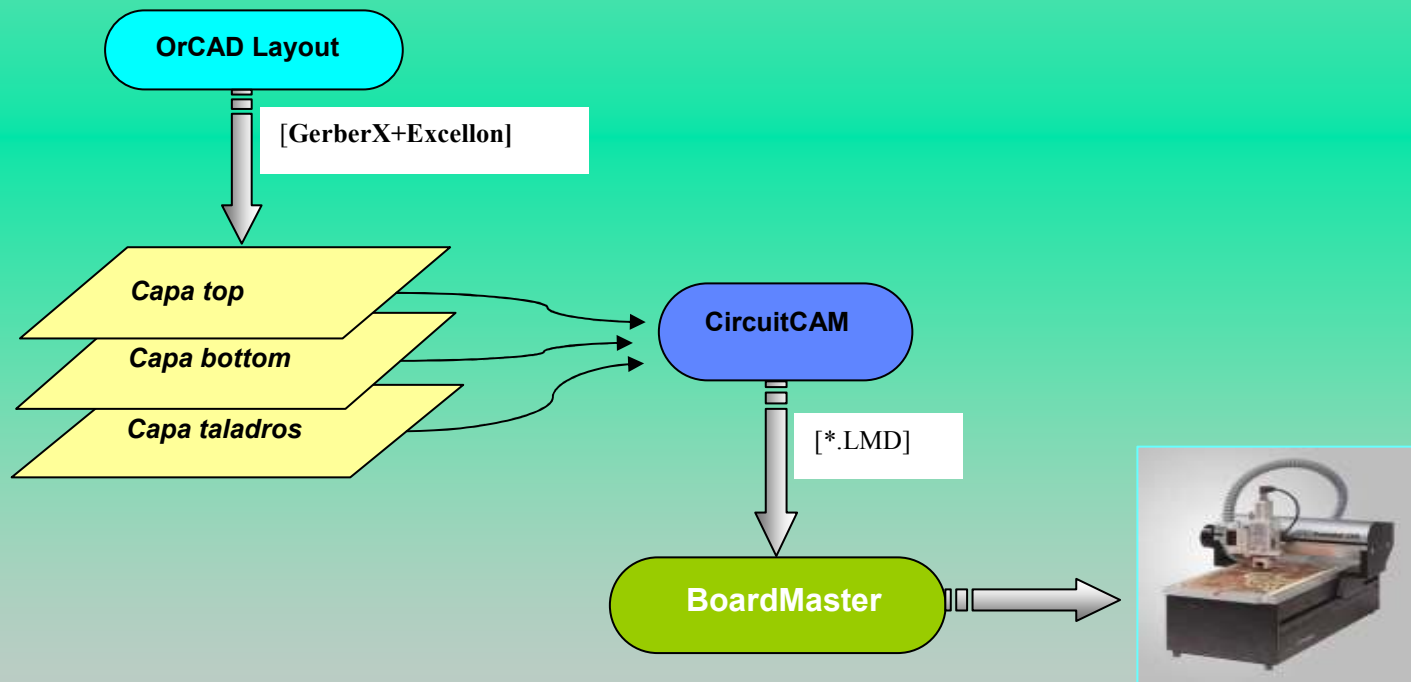 OrCAD Layout
[GerberX+Excellon]
Capa top
Capa bottom
Capa taladros
CircuitCAM
[*.LMD]
BoardMaster